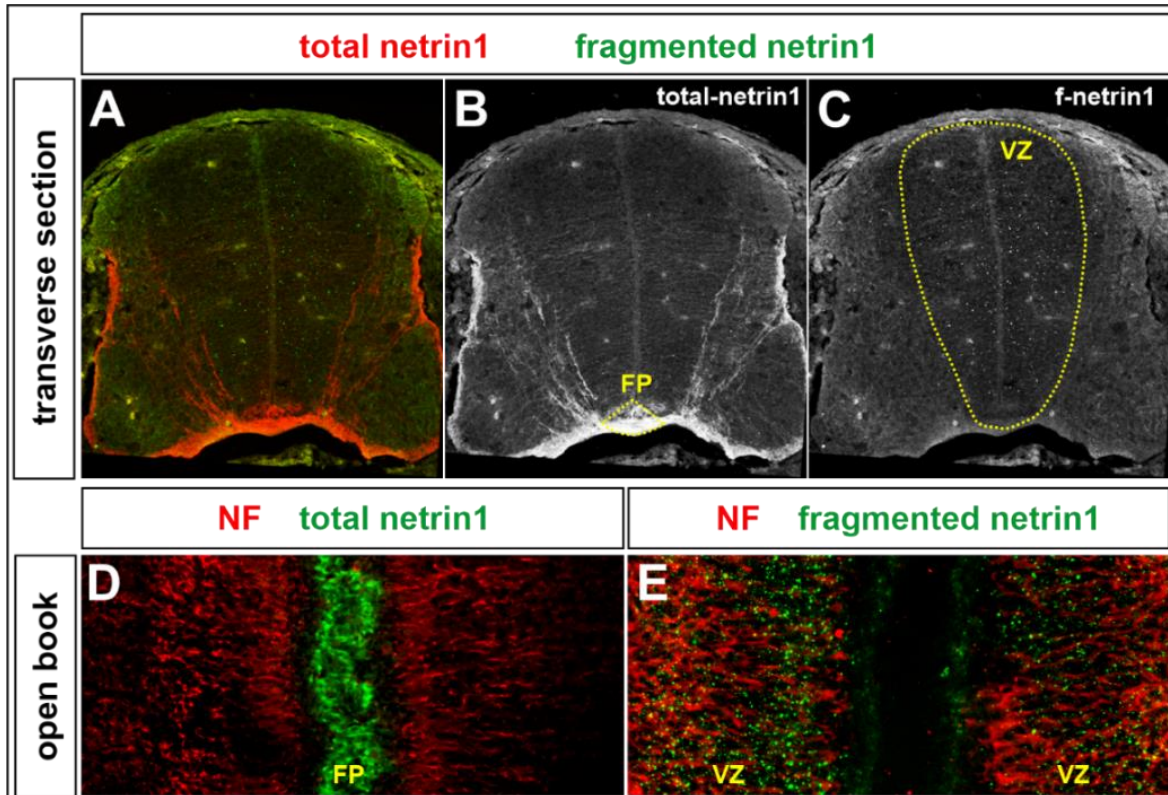 total netrin1 fragmented netrin1
transverse section
A
B
total-netrin1
FP
C
f-netrin1
VZ
NF total netrin1
NF fragmented netrin1
open book
D
FP
E
VZ
VZ